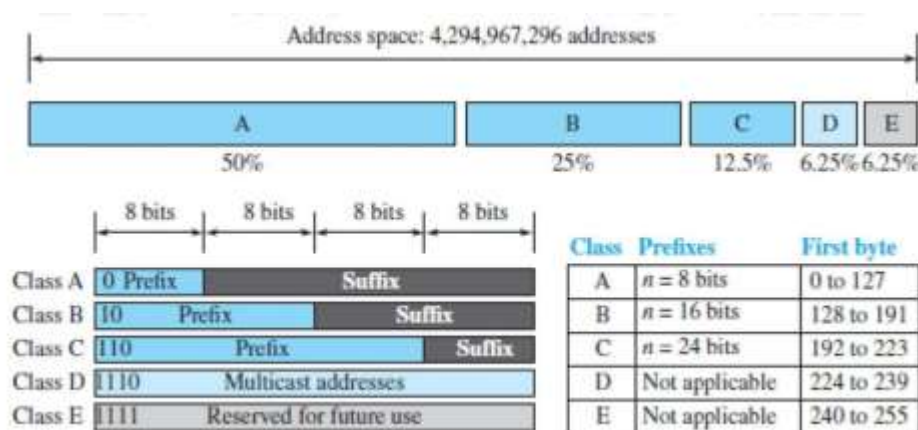 Address space: 4,294,967,296 addresses
A B C D E
50% 25% 12.5% 6.25% 6.25%
8 bits 8 bits 8 bits 8 bits
Class A 0 Prefix Suffix
Class B 10 Prefix Suffix
Class C 110 Prefix Suffix
Class D 1110 Multicast addresses
Class E 1111 Reserved for future use
Class Prefixes First byte
A n = 8 bits 0 to 127
B n = 16 bits 128 to 191
C n = 24 bits 192 to 223
D Not applicable 224 to 239
E Not applicable 240 to 255